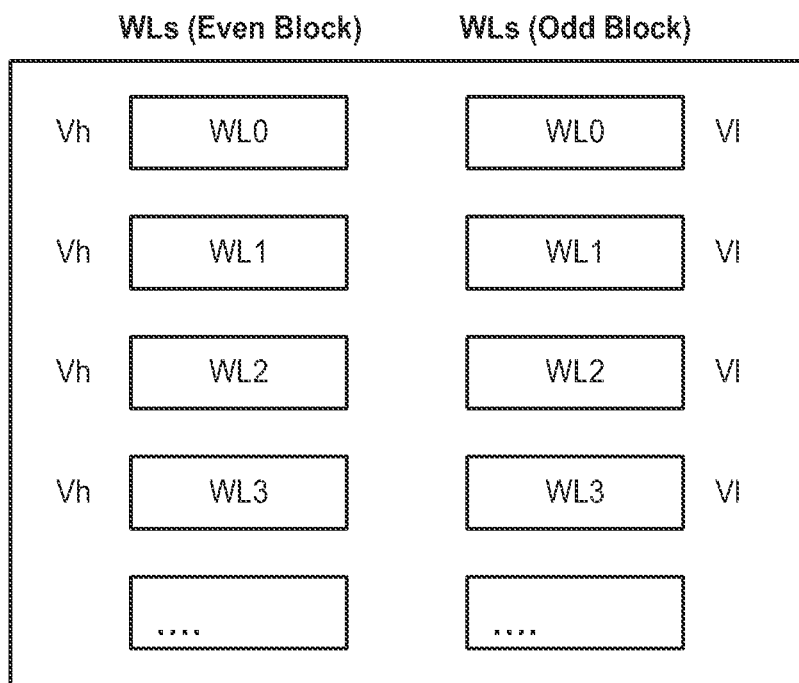 WLs (Even Block) WLs (Odd Block)
Vh WL0 WL0 Vl
Vh WL1 WL1 Vl
Vh WL2 WL2 Vl
Vh WL3 WL3 Vl
.... ....